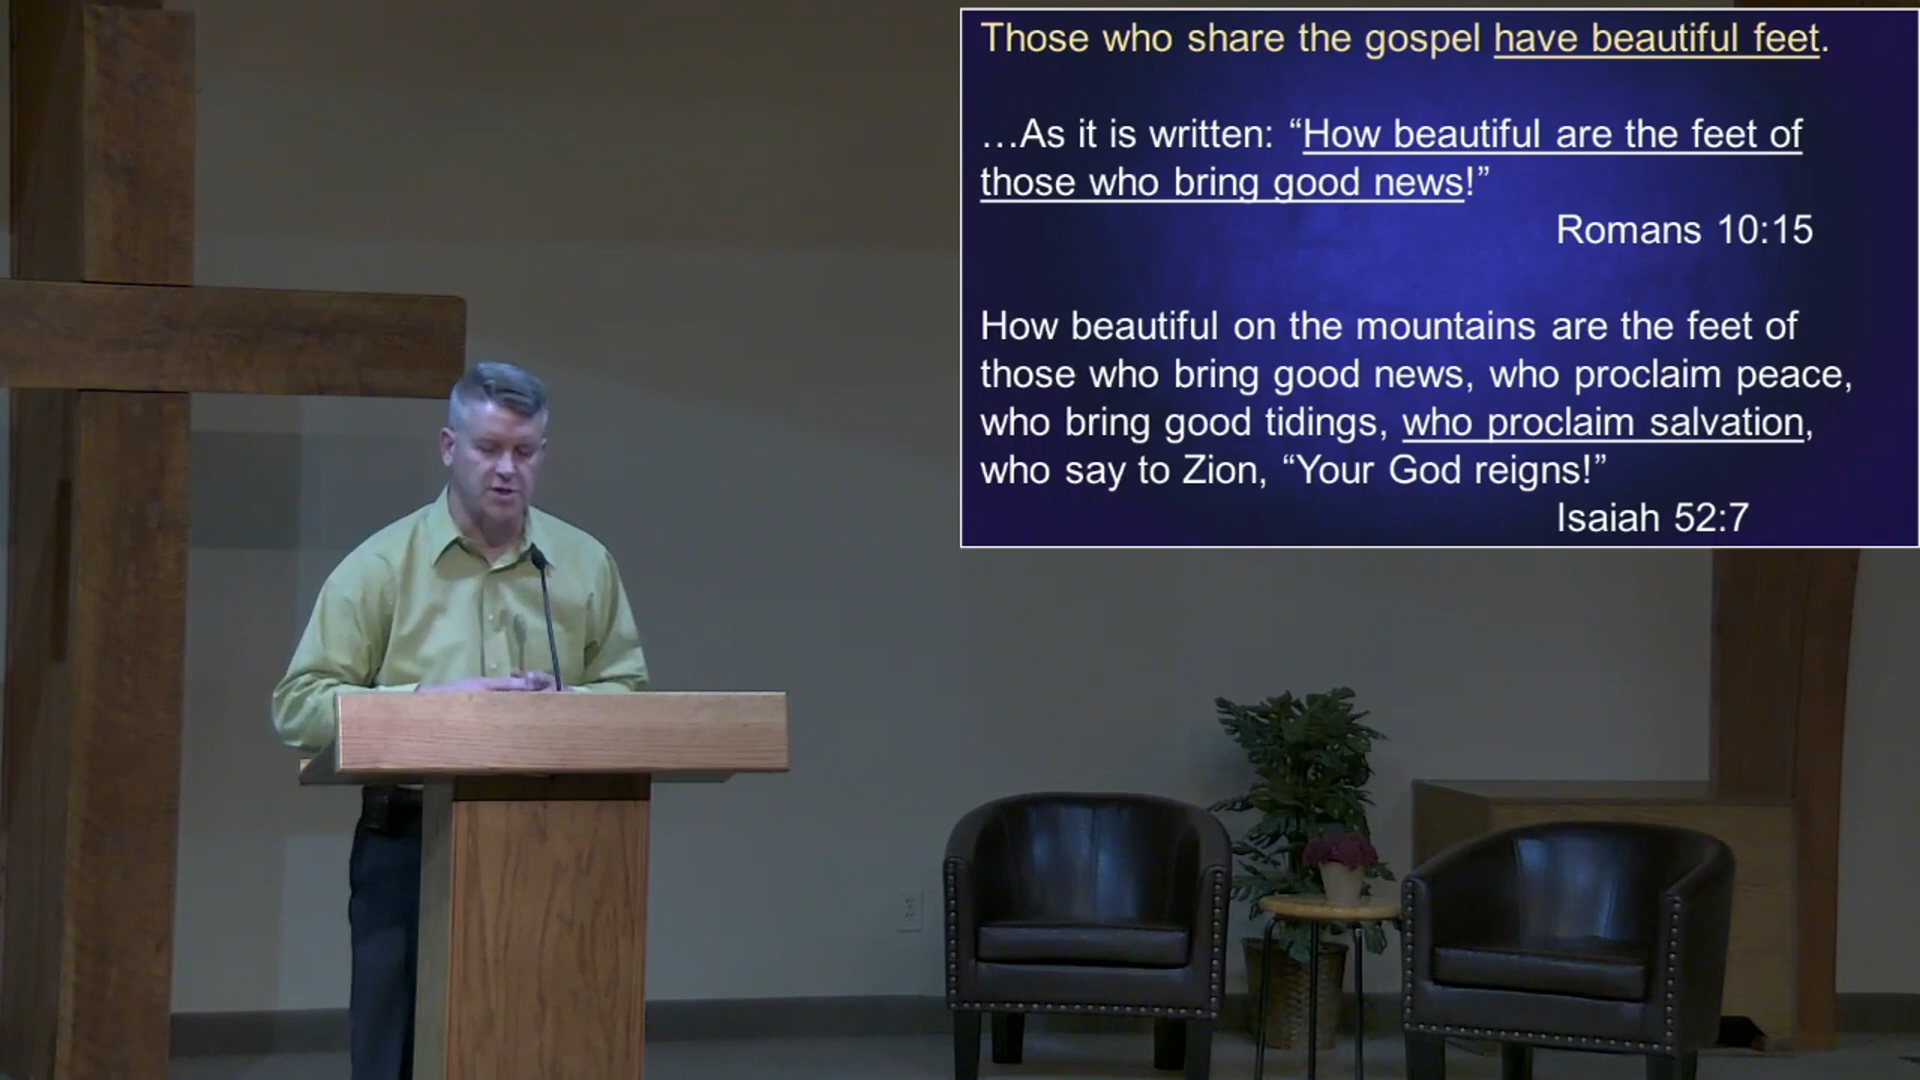 Those who share the gospel have beautiful feet.
…As it is written: “How beautiful are the feet of
those who bring good news!”
Romans 10:15
How beautiful on the mountains are the feet of
those who bring good news, who proclaim peace,
who bring good tidings, who proclaim salvation,
who say to Zion, “Your God reigns!”
Isaiah 52:7